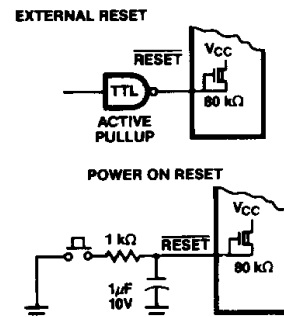 EXTERNAL RESET
VCC
RESET
TTL
80 kΩ
ACTIVE
PULLUP
POWER ON RESET
VCC
1 kΩ
RESET
80 kΩ
1μF
10V